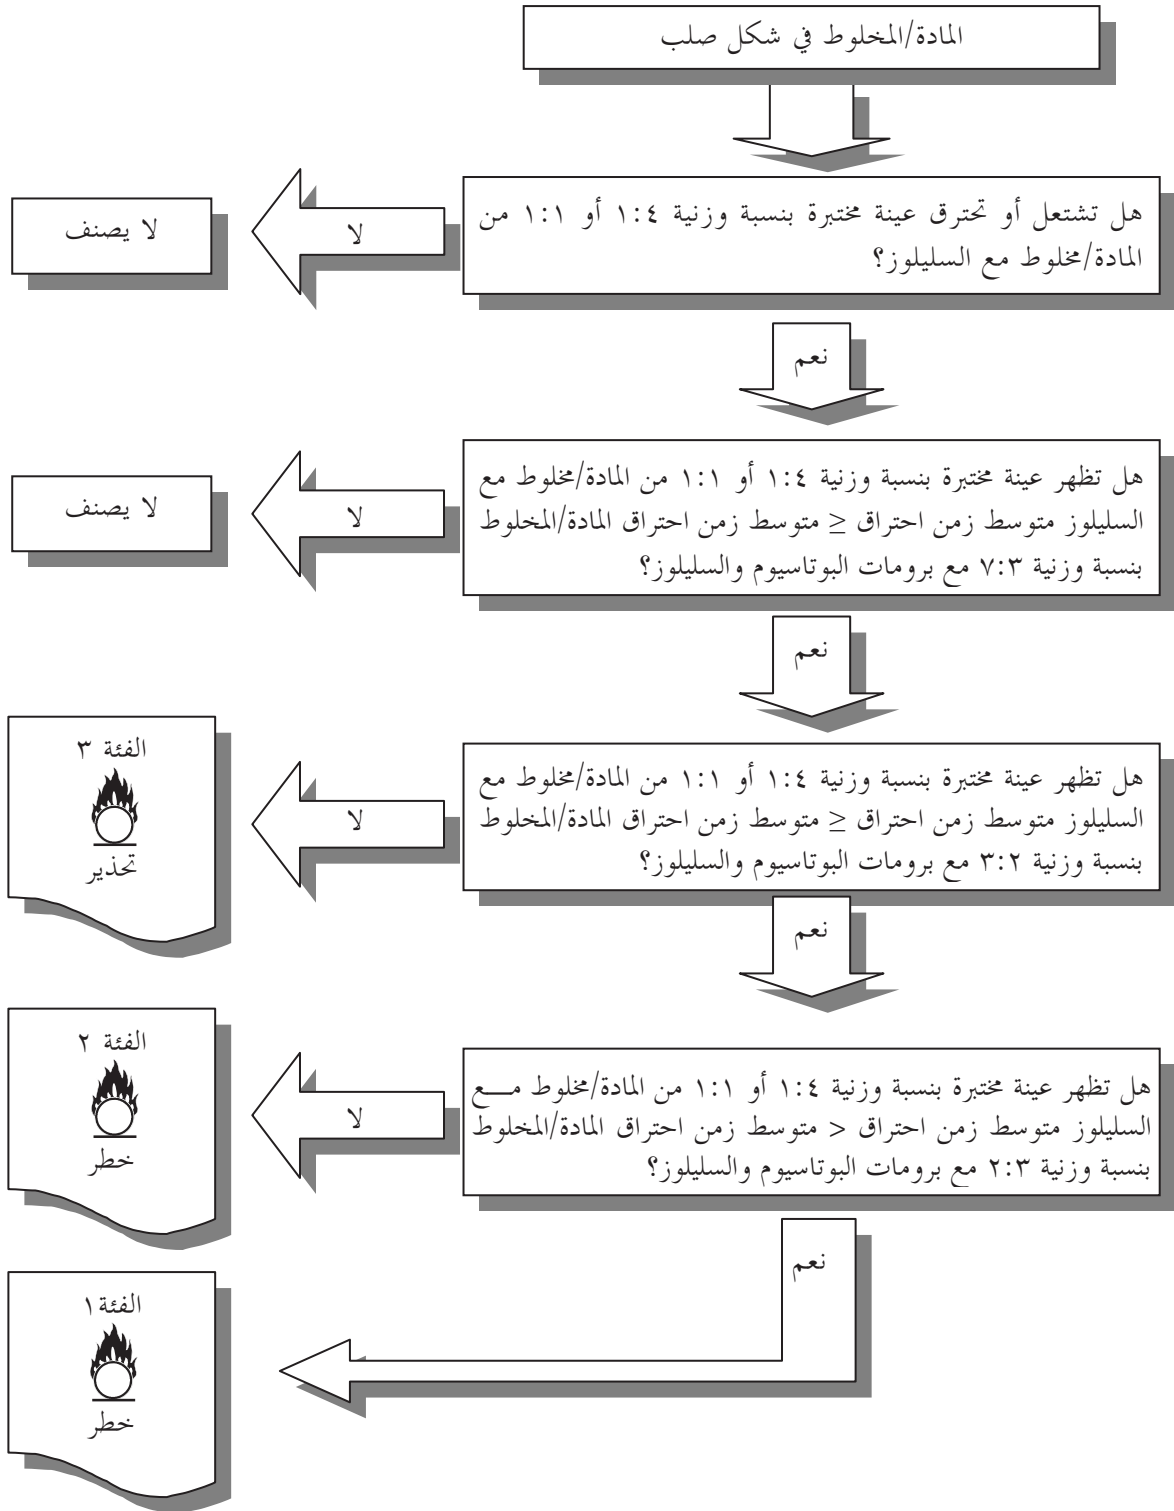 المادة/المخلوط في شكل صلب
هل تشتعل أو تحترق عينة مختبرة بنسبة وزنية ١:٤ أو ١:١ من
المادة/مخلوط مع السليلوز؟
لا
لا يصنف
نعم
هل تظهر عينة مختبرة بنسبة وزنية ١:٤ أو ١:١ من المادة/مخلوط مع
السليلوز متوسط زمن احتراق ≤ متوسط زمن احتراق المادة/المخلوط
بنسبة وزنية ٧:٣ مع برومات البوتاسيوم والسليلوز؟
لا
لا يصنف
نعم
هل تظهر عينة مختبرة بنسبة وزنية ١:٤ أو ١:١ من المادة/مخلوط مع
السليلوز متوسط زمن احتراق ≤ متوسط زمن احتراق المادة/المخلوط
بنسبة وزنية ٣:٢ مع برومات البوتاسيوم والسليلوز؟
لا
الفئة ٣
تحذير
نعم
هل تظهر عينة مختبرة بنسبة وزنية ١:٤ أو ١:١ من المادة/مخلوط مـــع
السليلوز متوسط زمن احتراق < متوسط زمن احتراق المادة/المخلوط
بنسبة وزنية ٢:٣ مع برومات البوتاسيوم والسليلوز؟
لا
الفئة ٢
خطر
نعم
الفئة ١
خطر